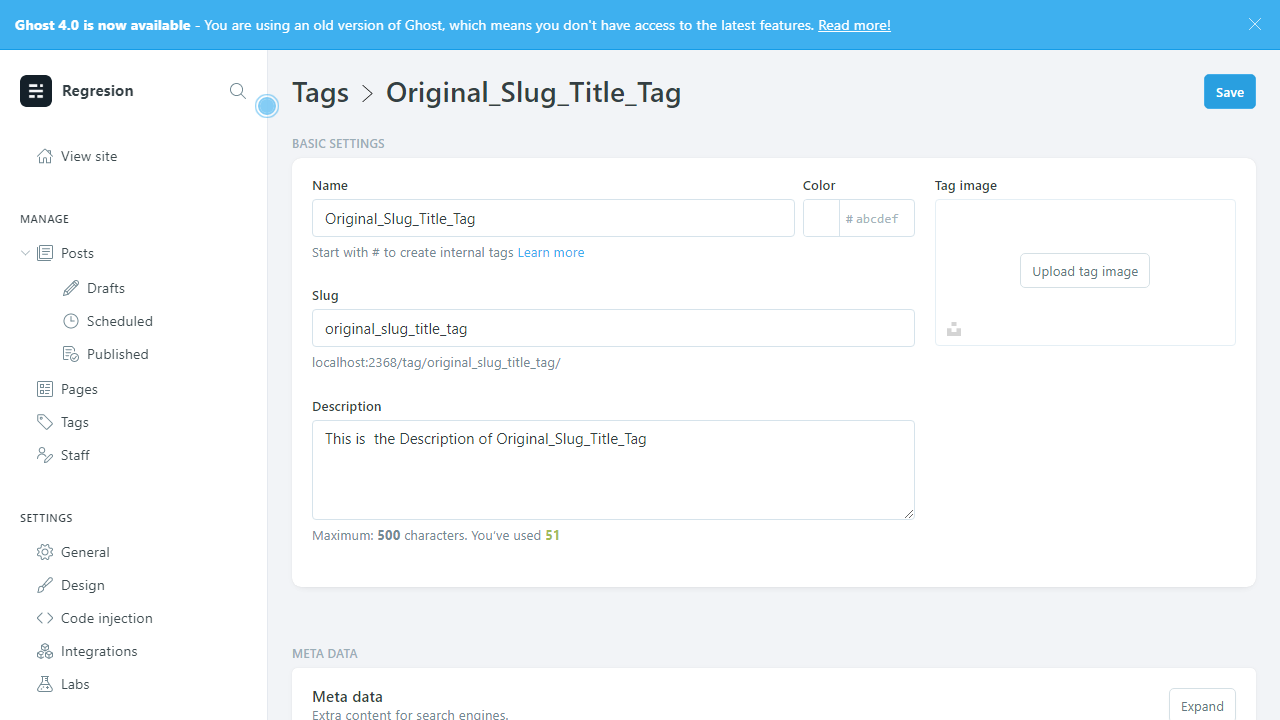 Ghost 4.0 is now available - You are using an old version of Ghost, which means you don't have access to the latest features. Read more!
Regresion
View site
MANAGE
Posts
Drafts
Scheduled
Published
Pages
Tags
Staff
SETTINGS
General
Design
Code injection
Integrations
Labs
Tags > Original_Slug_Title_Tag
Save
BASIC SETTINGS
Name
Original_Slug_Title_Tag
Start with # to create internal tags Learn more
Color
# abcdef
Slug
original_slug_title_tag
localhost:2368/tag/original_slug_title_tag/
Description
This is  the Description of Original_Slug_Title_Tag
Maximum: 500 characters. You've used 51
Tag image
Upload tag image
META DATA
Meta data
Extra content for search engines.
Expand